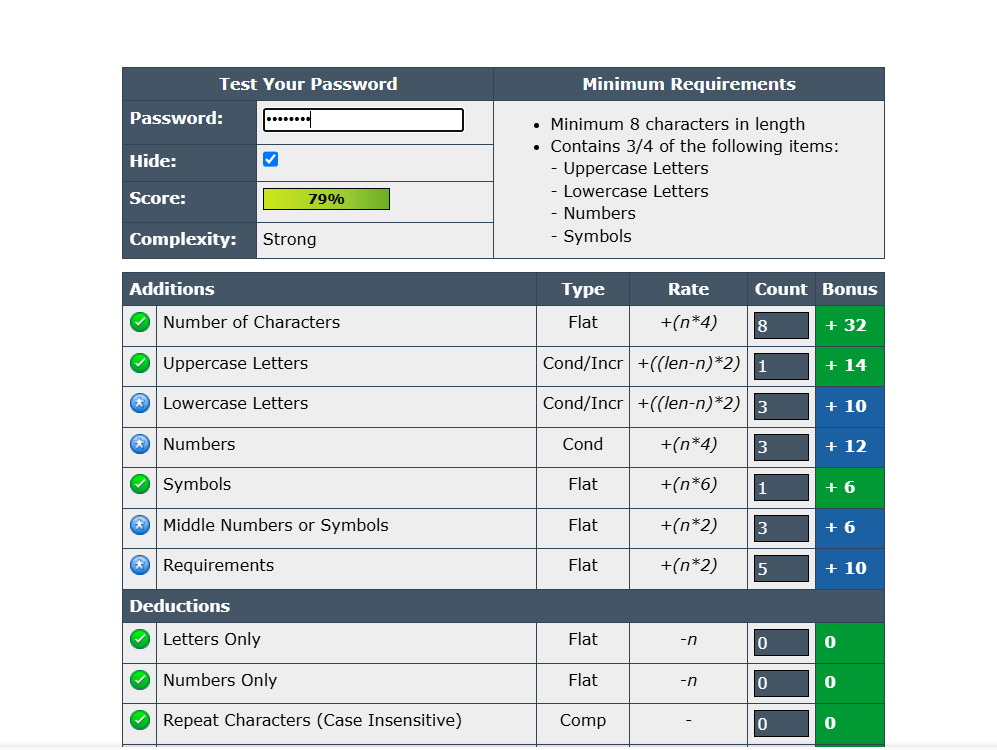 Test Your Password
Minimum Requirements
Password:
••••••••
Hide:
Score:
79%
Complexity:
Strong
• Minimum 8 characters in length
• Contains 3/4 of the following items:
- Uppercase Letters
- Lowercase Letters
- Numbers
- Symbols
Additions Type Rate Count Bonus
Number of Characters Flat +(n*4) 8 + 32
Uppercase Letters Cond/Incr +((len-n)*2) 1 + 14
Lowercase Letters Cond/Incr +((len-n)*2) 3 + 10
Numbers Cond +(n*4) 3 + 12
Symbols Flat +(n*6) 1 + 6
Middle Numbers or Symbols Flat +(n*2) 3 + 6
Requirements Flat +(n*2) 5 + 10
Deductions
Letters Only Flat -n 0 0
Numbers Only Flat -n 0 0
Repeat Characters (Case Insensitive) Comp - 0 0